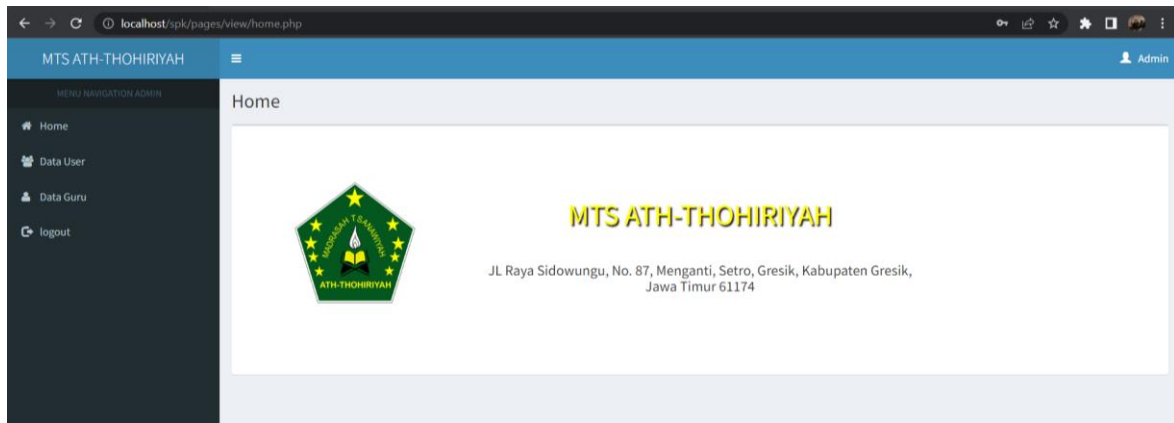 localhost/spk/pages/view/home.php
MTS ATH-THOHIRIYAH
Admin
MENU NAVIGATION ADMIN
Home
Home
Data User
Data Guru
logout
MADRASAH TSANAWIYAH
ATH-THOHIRIYAH
MTS ATH-THOHIRIYAH
JL Raya Sidowungu, No. 87, Menganti, Setro, Gresik, Kabupaten Gresik,
Jawa Timur 61174